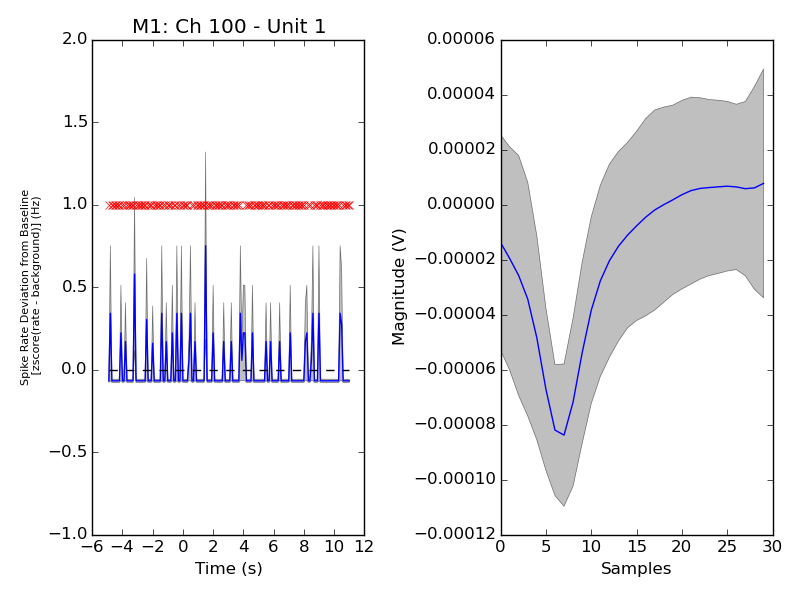 M1: Ch 100 - Unit 1
Spike Rate Deviation from Baseline
[zscore(rate - background)] (Hz)
2.0
1.5
1.0
0.5
0.0
−0.5
−1.0
−6 −4 −2 0 2 4 6 8 10 12
Time (s)
Magnitude (V)
0.00006
0.00004
0.00002
0.00000
−0.00002
−0.00004
−0.00006
−0.00008
−0.00010
−0.00012
0 5 10 15 20 25 30
Samples